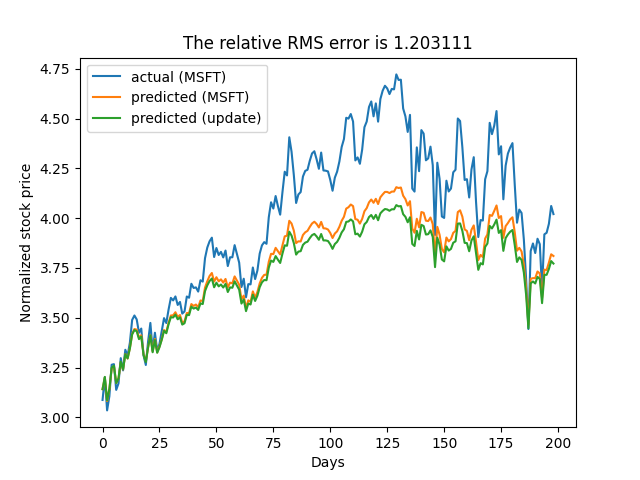 The relative RMS error is 1.203111
actual (MSFT)
predicted (MSFT)
predicted (update)
Normalized stock price
4.75
4.50
4.25
4.00
3.75
3.50
3.25
3.00
0 25 50 75 100 125 150 175 200
Days